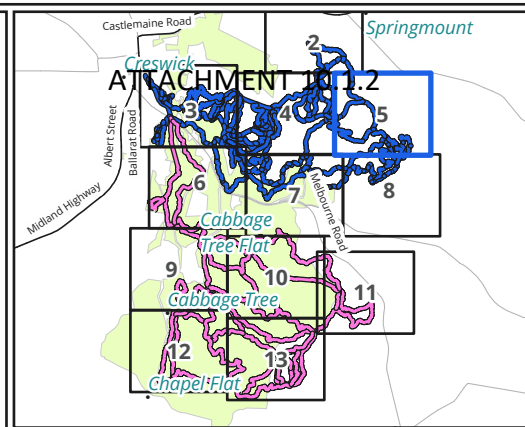 Castlemaine Road
Springmount
2
Creswick
ATTACHMENT 10.1.2
3
4
5
Albert Street
Ballarat Road
6
7
8
Midland Highway
Melbourne Road
Cabbage
Tree Flat
9
10
11
Cabbage Tree
12
13
Chapel Flat